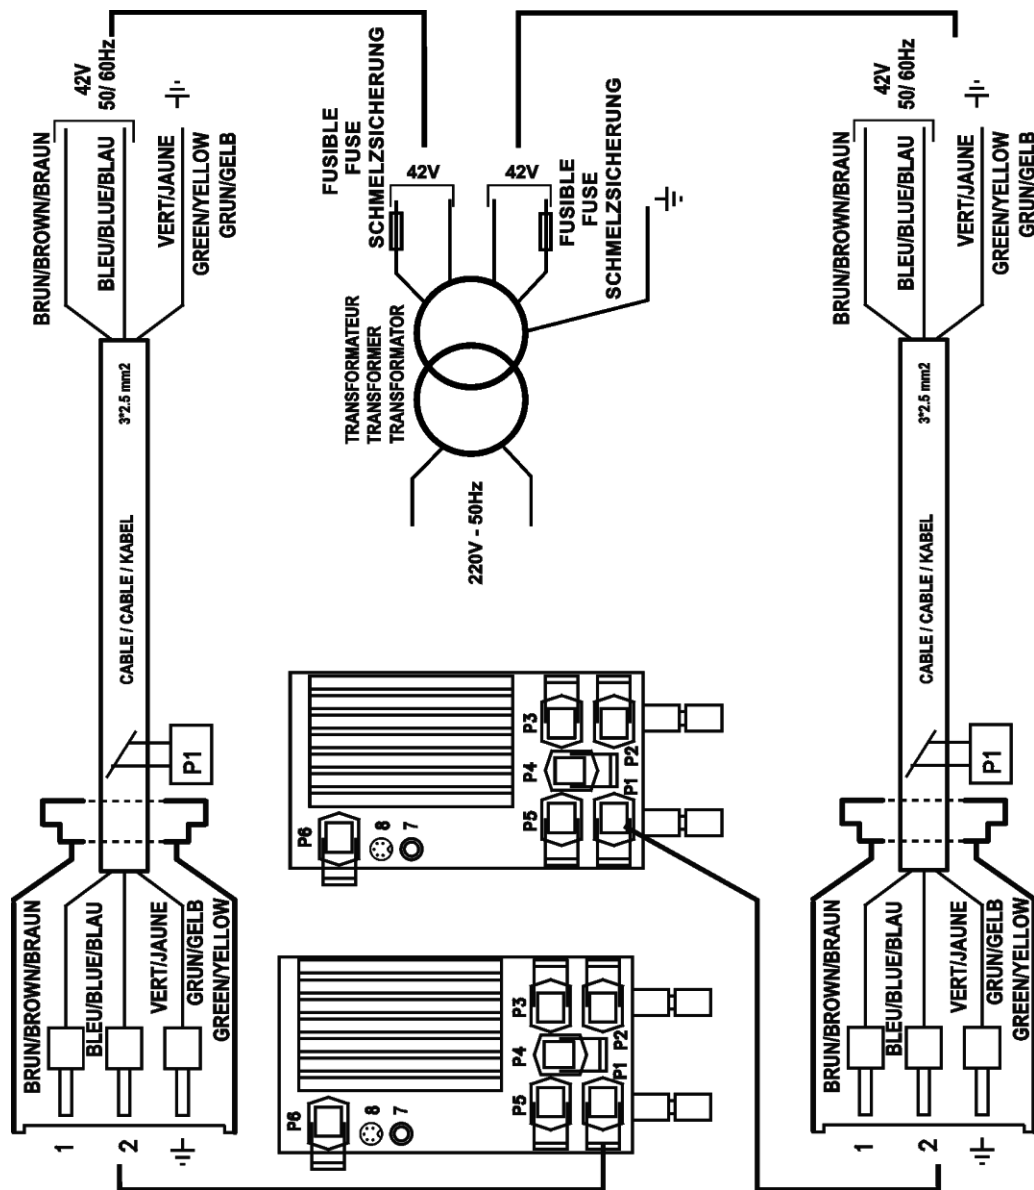 42V
50/ 60Hz
BRUN/BROWN/BRAUN
BLEU/BLUE/BLAU
VERT/JAUNE
GREEN/YELLOW
GRUN/GELB
3*2.5 mm2
CABLE / CABLE / KABEL
P1
BRUN/BROWN/BRAUN
BLEU/BLUE/BLAU
VERT/JAUNE
GRUN/GELB
GREEN/YELLOW
1
2
FUSIBLE
FUSE
SCHMELZSICHERUNG
42V
42V
FUSIBLE
FUSE
SCHMELZSICHERUNG
TRANSFORMATEUR
TRANSFORMER
TRANSFORMATOR
220V - 50Hz
P3
P4
P2
P5
P1
P6
8
7
P3
P4
P2
P5
P1
P6
8
7
42V
50/ 60Hz
BRUN/BROWN/BRAUN
BLEU/BLUE/BLAU
VERT/JAUNE
GREEN/YELLOW
GRUN/GELB
3*2.5 mm2
CABLE / CABLE / KABEL
P1
BRUN/BROWN/BRAUN
BLEU/BLUE/BLAU
VERT/JAUNE
GRUN/GELB
GREEN/YELLOW
1
2